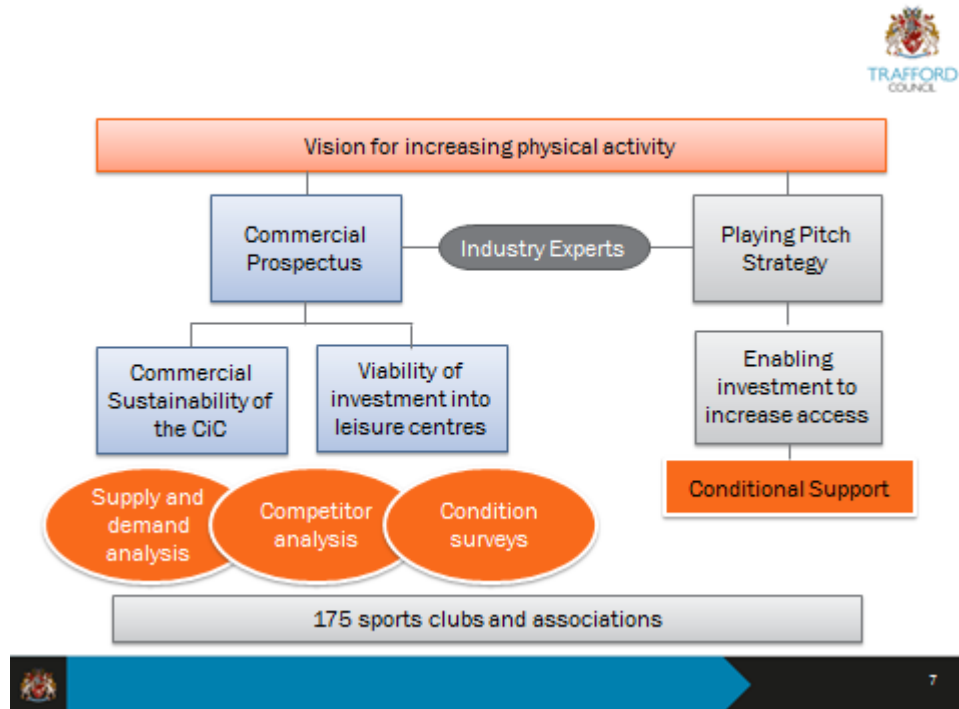 TRAFFORD
COUNCIL
Vision for increasing physical activity
Commercial
Prospectus
Industry Experts
Playing Pitch
Strategy
Commercial
Sustainability of
the CiC
Viability of
investment into
leisure centres
Enabling
investment to
increase access
Conditional Support
Supply and
demand
analysis
Competitor
analysis
Condition
surveys
175 sports clubs and associations
7